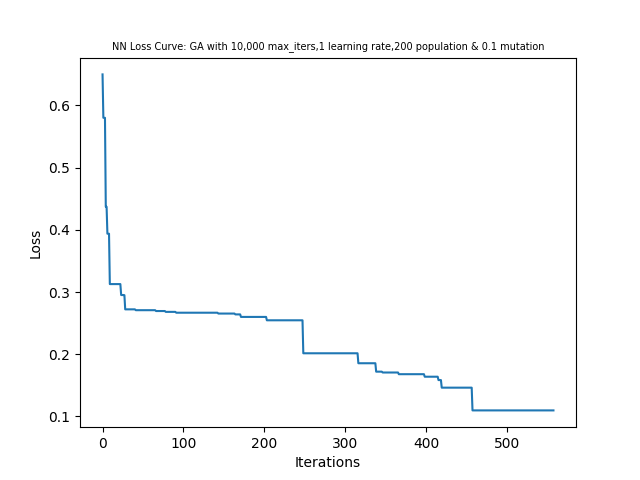 NN Loss Curve: GA with 10,000 max_iters,1 learning rate,200 population & 0.1 mutation
0.6
0.5
0.4
0.3
0.2
0.1
Loss
0 100 200 300 400 500
Iterations